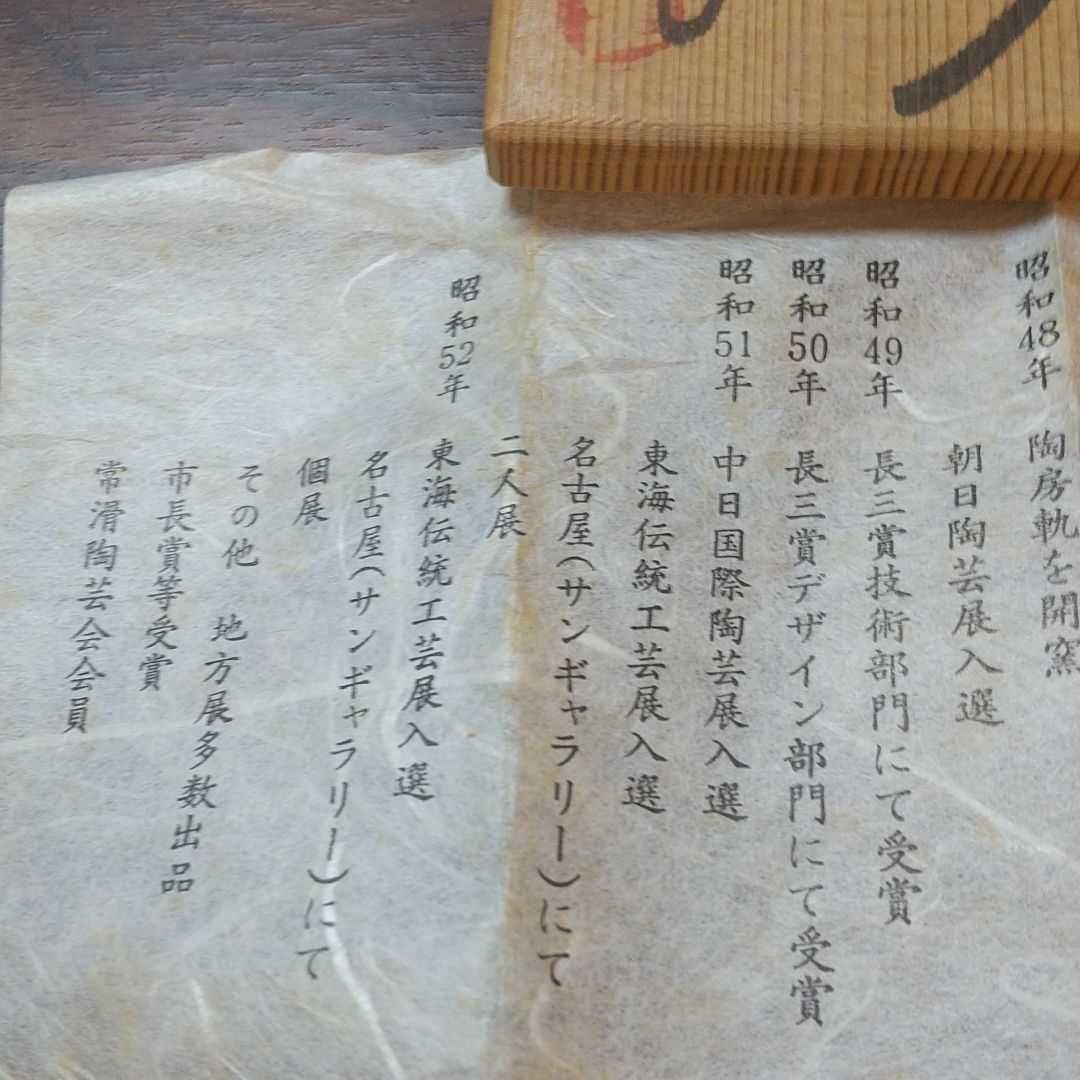 昭和48年 陶房軌を開窯
朝日陶芸展入選
昭和49年 長三賞技術部門にて受賞
昭和50年 長三賞デザイン部門にて受賞
昭和51年 中日国際陶芸展入選
東海伝統工芸展入選
名古屋(サンギャラリー)にて
二人展
昭和52年 東海伝統工芸展入選
名古屋(サンギャラリー)にて
個展
その他 地方展多数出品
市長賞等受賞
常滑陶芸会会員